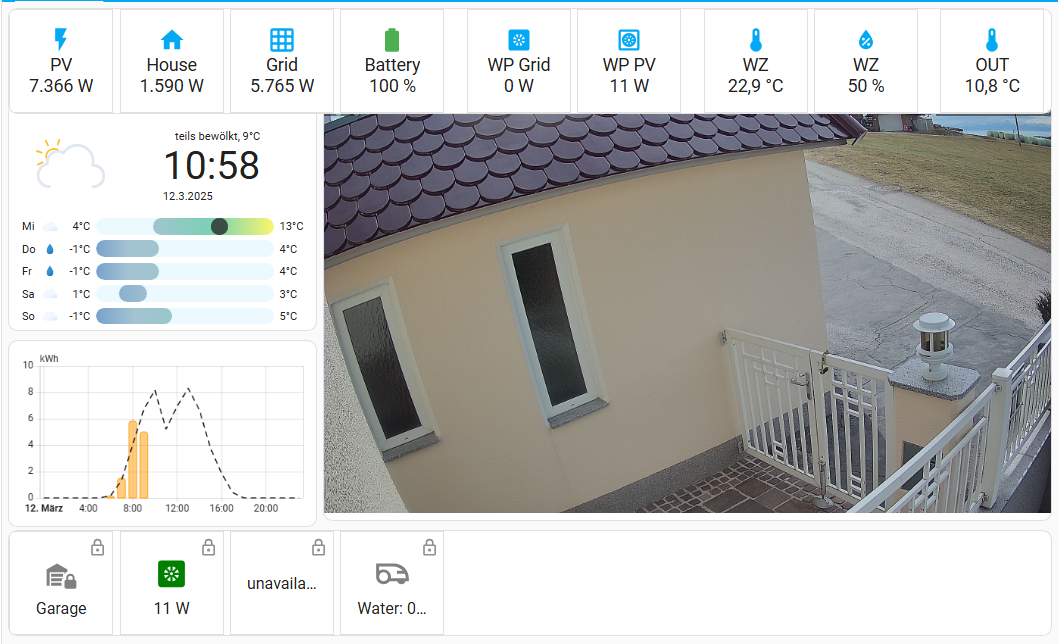 PV
7.366 W
House
1.590 W
Grid
5.765 W
Battery
100 %
WP Grid
0 W
WP PV
11 W
WZ
22,9 °C
WZ
50 %
OUT
10,8 °C
teils bewölkt, 9°C
10:58
12.3.2025
Mi 4°C 13°C
Do -1°C 4°C
Fr -1°C 4°C
Sa 1°C 3°C
So -1°C 5°C
kWh
10
8
6
4
2
0
12. März 4:00 8:00 12:00 16:00 20:00
Garage
11 W
unavaila...
Water: 0...